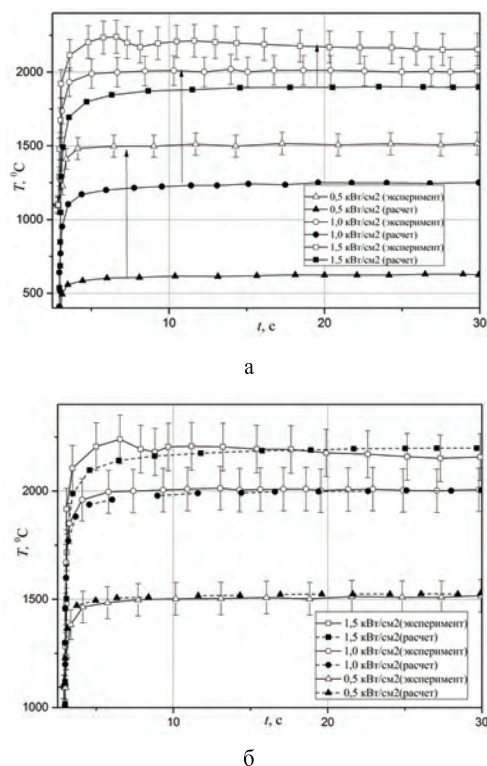 T, °C
2000
1500
1000
500
10
20
30
t, с
0,5 кВт/см2 (эксперимент)
0,5 кВт/см2 (расчет)
1,0 кВт/см2 (эксперимент)
1,0 кВт/см2 (расчет)
1,5 кВт/см2 (эксперимент)
1,5 кВт/см2 (расчет)
а
T, °C
2000
1500
1000
10
20
30
t, с
1,5 кВт/см2(эксперимент)
1,5 кВт/см2(расчет)
1,0 кВт/см2(эксперимент)
1,0 кВт/см2(расчет)
0,5 кВт/см2(эксперимент)
0,5 кВт/см2(расчет)
б